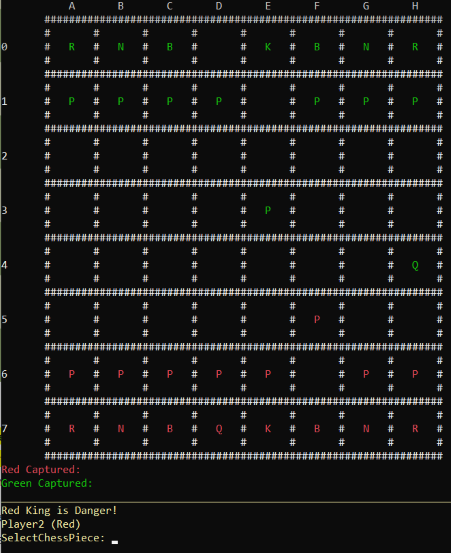 A B C D E F G H
0 R N B K B N R
1 P P P P P P P
2
3 P
4 Q
5 P
6 P P P P P P P
7 R N B Q K B N R
Red Captured:
Green Captured:
Red King is Danger!
Player2 (Red)
SelectChessPiece: